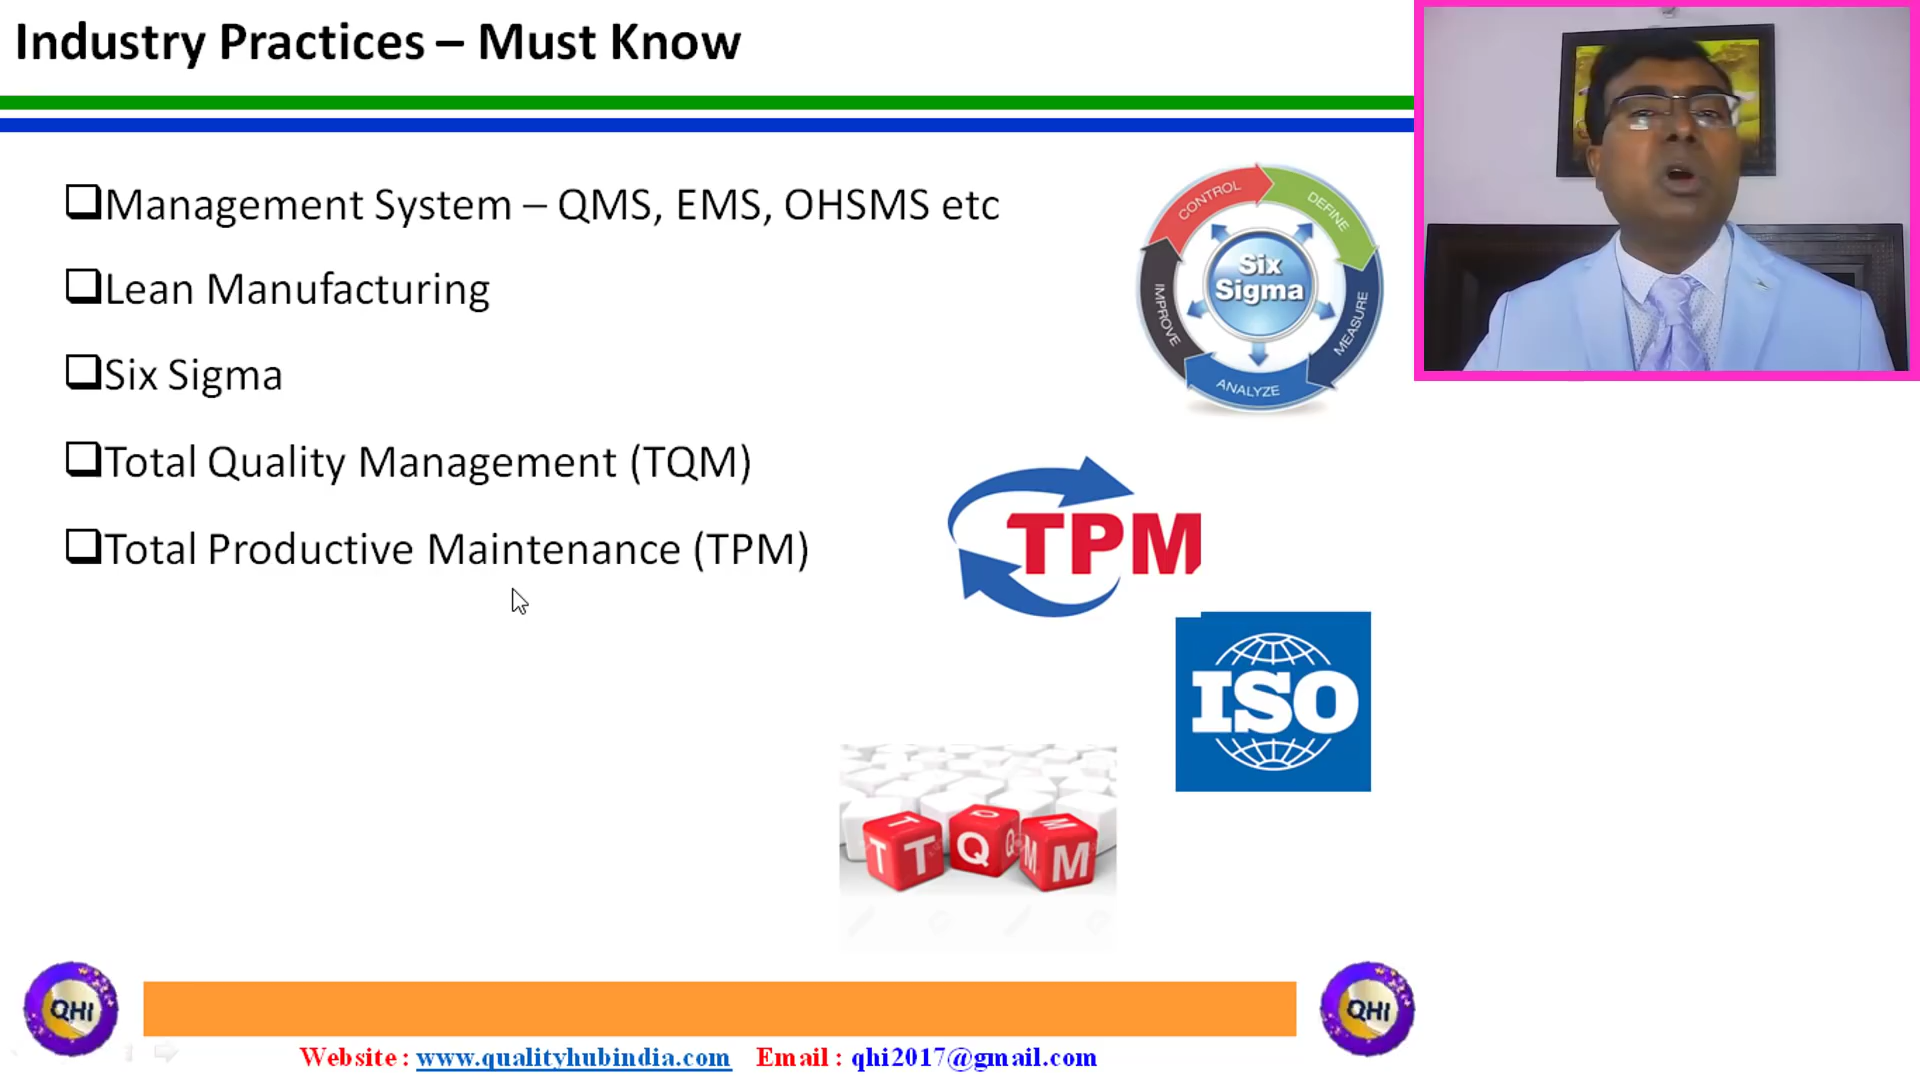 Industry Practices – Must Know
Management System – QMS, EMS, OHSMS etc
Lean Manufacturing
Six Sigma
Total Quality Management (TQM)
Total Productive Maintenance (TPM)
CONTROL
DEFINE
MEASURE
ANALYZE
IMPROVE
Six
Sigma
TPM
ISO
T T T Q Q Q M M M
QHI
QHI
Website : www.qualityhubindia.com Email : qhi2017@gmail.com